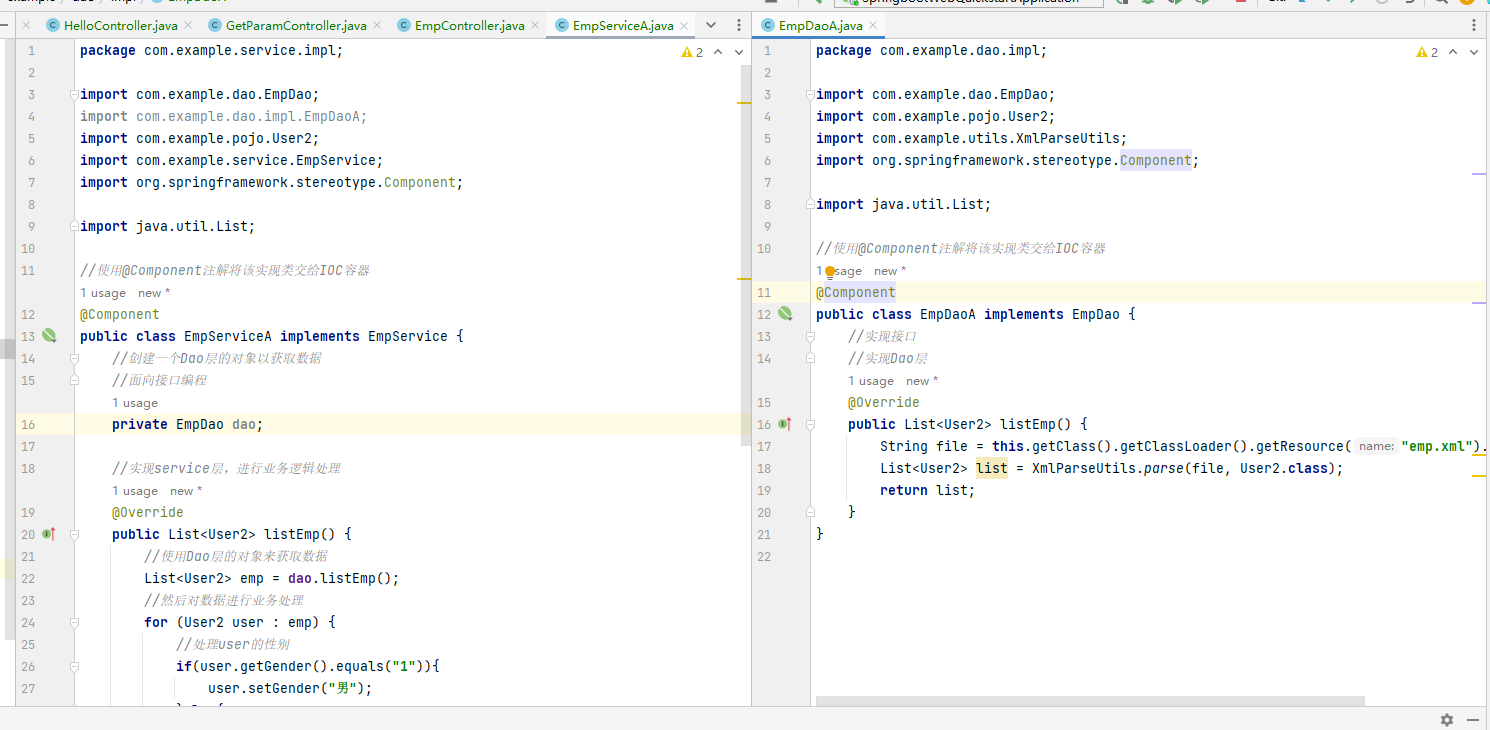 HelloController.java
GetParamController.java
EmpController.java
EmpServiceA.java
1 package com.example.service.impl;
2
3 import com.example.dao.EmpDao;
4 import com.example.dao.impl.EmpDaoA;
5 import com.example.pojo.User2;
6 import com.example.service.EmpService;
7 import org.springframework.stereotype.Component;
8
9 import java.util.List;
10
11 //使用@Component注解将该实现类交给IOC容器
1 usage new *
12 @Component
13 public class EmpServiceA implements EmpService {
14 //创建一个Dao层的对象以获取数据
15 //面向接口编程
1 usage
16 private EmpDao dao;
17
18 //实现service层，进行业务逻辑处理
1 usage new *
19 @Override
20 public List<User2> listEmp() {
21 //使用Dao层的对象来获取数据
22 List<User2> emp = dao.listEmp();
23 //然后对数据进行业务处理
24 for (User2 user : emp) {
25 //处理user的性别
26 if(user.getGender().equals("1")){
27 user.setGender("男");
2
EmpDaoA.java
1 package com.example.dao.impl;
2
3 import com.example.dao.EmpDao;
4 import com.example.pojo.User2;
5 import com.example.utils.XmlParseUtils;
6 import org.springframework.stereotype.Component;
7
8 import java.util.List;
9
10 //使用@Component注解将该实现类交给IOC容器
new *
11 @Component
12 public class EmpDaoA implements EmpDao {
13 //实现接口
14 //实现Dao层
1 usage new *
15 @Override
16 public List<User2> listEmp() {
17 String file = this.getClass().getClassLoader().getResource( name: "emp.xml").
18 List<User2> list = XmlParseUtils.parse(file, User2.class);
19 return list;
20 }
21 }
22
2